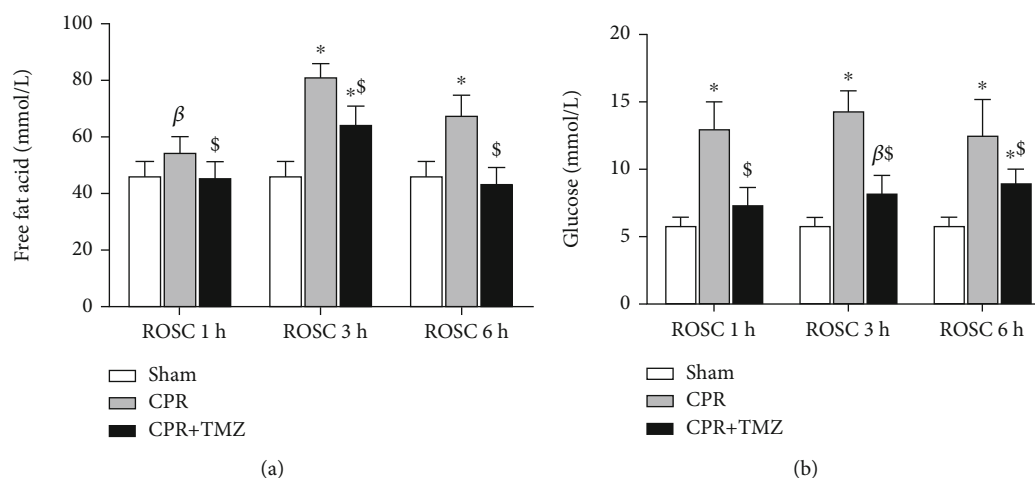 100
80
60
40
20
0
Free fat acid (mmol/L)
β
$
*
*$
*
$
ROSC 1 h
ROSC 3 h
ROSC 6 h
Sham
CPR
CPR+TMZ
(a)
20
15
10
5
0
Glucose (mmol/L)
*
$
*
β$
*
*$
ROSC 1 h
ROSC 3 h
ROSC 6 h
Sham
CPR
CPR+TMZ
(b)